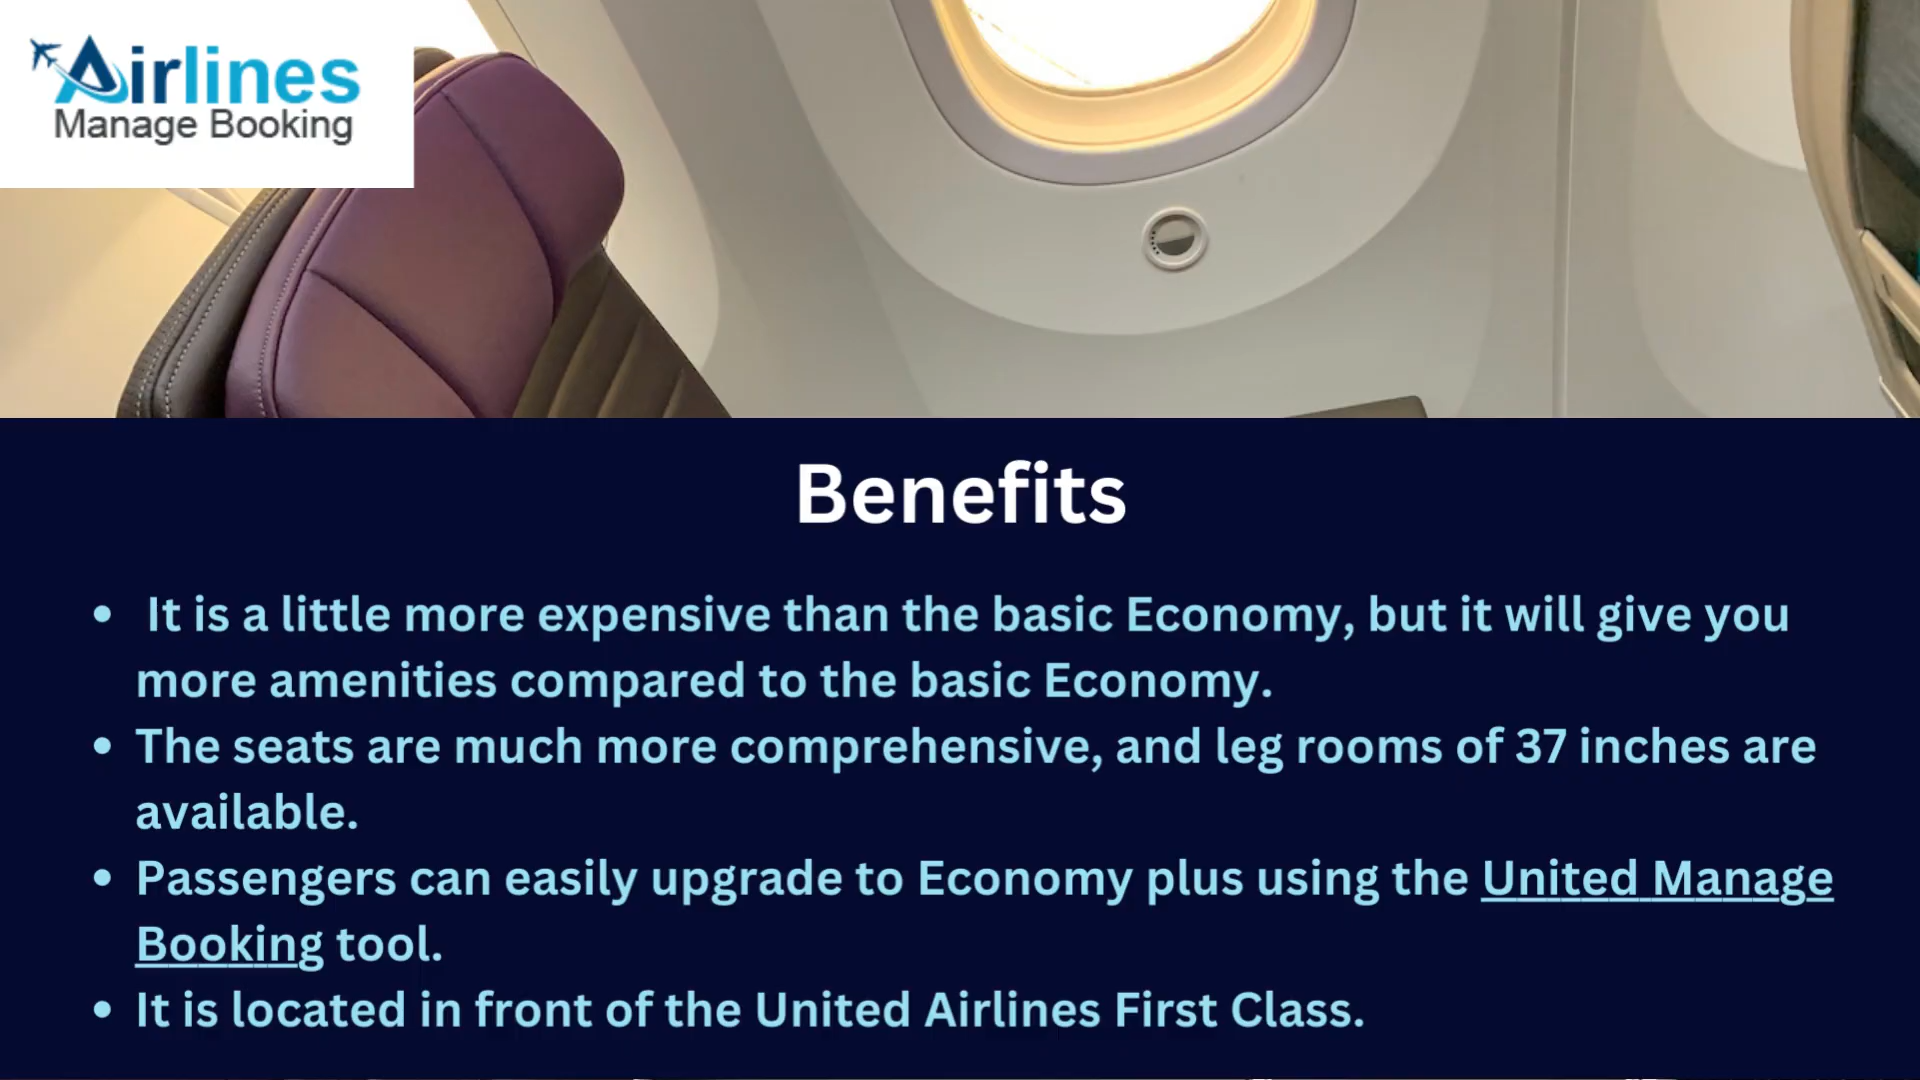 Airlines
Manage Booking
Benefits
• It is a little more expensive than the basic Economy, but it will give you
more amenities compared to the basic Economy.
• The seats are much more comprehensive, and leg rooms of 37 inches are
available.
• Passengers can easily upgrade to Economy plus using the United Manage
Booking tool.
• It is located in front of the United Airlines First Class.